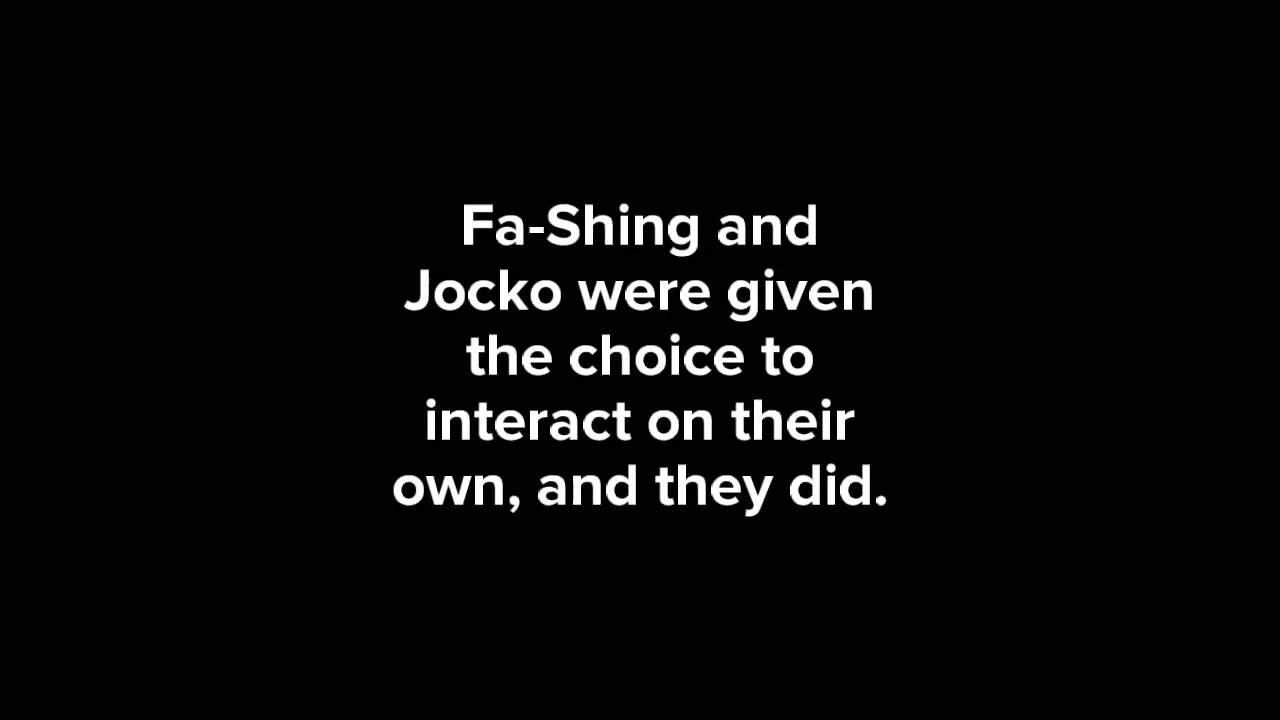 Fa-Shing and
Jocko were given
the choice to
interact on their
own, and they did.